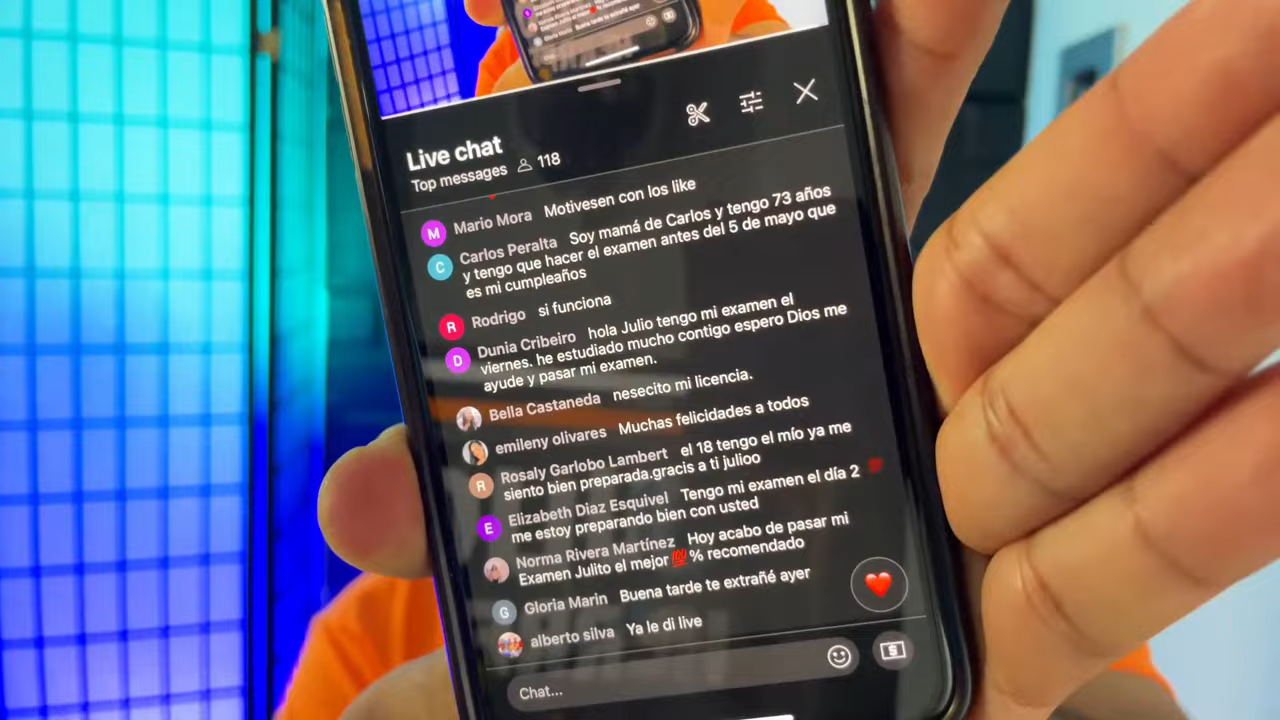 Live chat
Top messages 118
Mario Mora Motivesen con los like
Carlos Peralta Soy mamá de Carlos y tengo 73 años
y tengo que hacer el examen antes del 5 de mayo que
es mi cumpleaños
Rodrigo si funciona
Dunia Cribeiro hola Julio tengo mi examen el
viernes. he estudiado mucho contigo espero Dios me
ayude y pasar mi examen.
Bella Castaneda nesecito mi licencia.
emileny olivares Muchas felicidades a todos
Rosaly Garlobo Lambert el 18 tengo el mío ya me
siento bien preparada.gracis a ti julioo
Elizabeth Diaz Esquivel Tengo mi examen el día 2
me estoy preparando bien con usted
Norma Rivera Martínez Hoy acabo de pasar mi
Examen Julito el mejor 💯% recomendado
Gloria Marin Buena tarde te extrañé ayer
alberto silva Ya le di live
Chat...